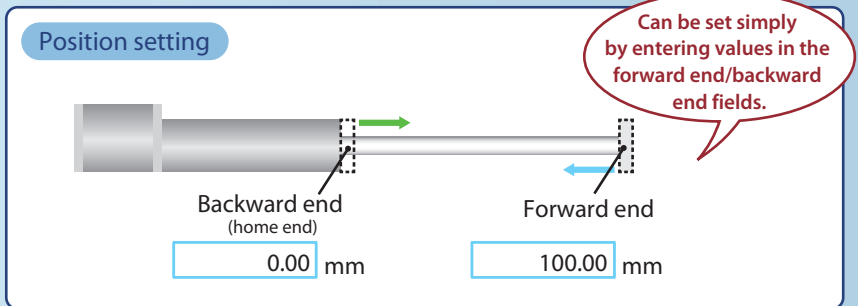 Position setting
Can be set simply
by entering values in the
forward end/backward
end fields.
Backward end
(home end)
Forward end
0.00 mm
100.00 mm